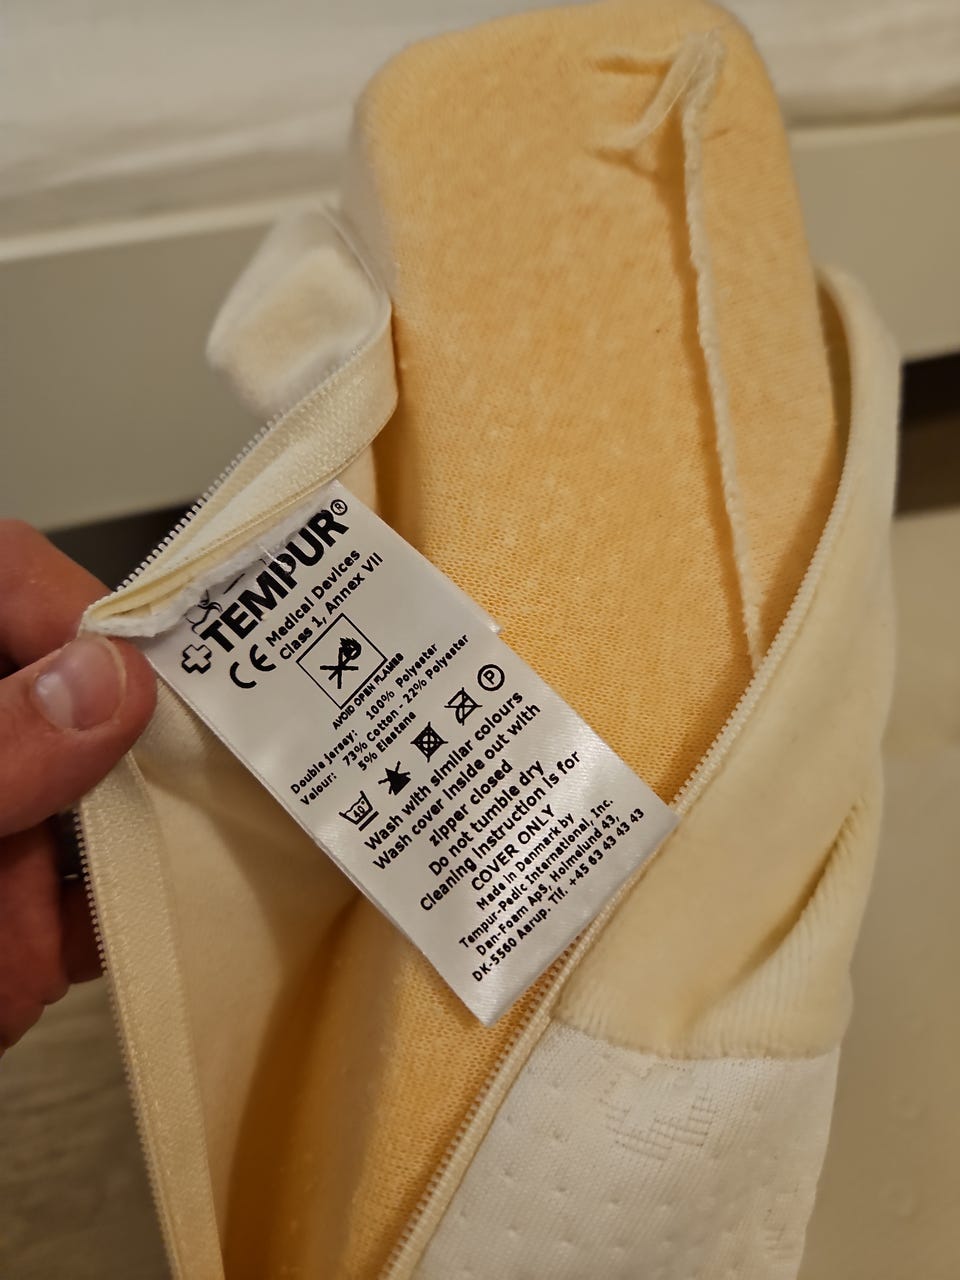 TEMPUR®
CE Medical Devices
Class 1, Annex VII
AVOID OPEN FLAMES
Double jersey: 100% Polyester
Valour: 73% Cotton - 22% Polyester
5% Elastane
40° P
Wash with similar colours
Wash cover inside out with
zipper closed
Do not tumble dry
Cleaning instruction is for
COVER ONLY
Made in Denmark by
Tempur-Pedic International, Inc.
Dan-Foam ApS, Holmelund 43,
DK-5560 Aarup. Tlf. +45 63 43 43 43